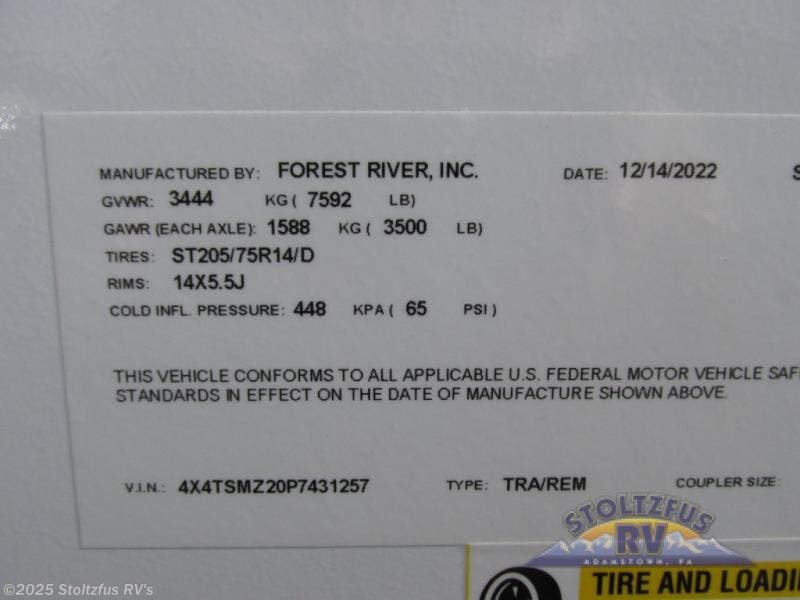 MANUFACTURED BY: FOREST RIVER, INC. DATE: 12/14/2022 S
GVWR: 3444 KG ( 7592 LB)
GAWR (EACH AXLE): 1588 KG ( 3500 LB)
TIRES: ST205/75R14/D
RIMS: 14X5.5J
COLD INFL. PRESSURE: 448 KPA ( 65 PSI )
THIS VEHICLE CONFORMS TO ALL APPLICABLE U.S. FEDERAL MOTOR VEHICLE SAF
STANDARDS IN EFFECT ON THE DATE OF MANUFACTURE SHOWN ABOVE.
V.I.N.: 4X4TSMZ20P7431257 TYPE: TRA/REM COUPLER SIZE:
STOLTZFUS
RV
ADAMSTOWN, PA
TIRE AND LOADI
©2025 Stoltzfus RV's